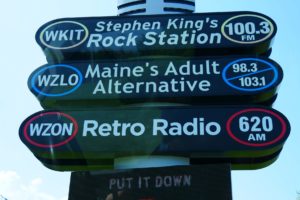 WKIT Stephen King's Rock Station 100.3 FM
WZLO Maine's Adult Alternative 98.3 103.1
WZON Retro Radio 620 AM
PUT IT DOWN